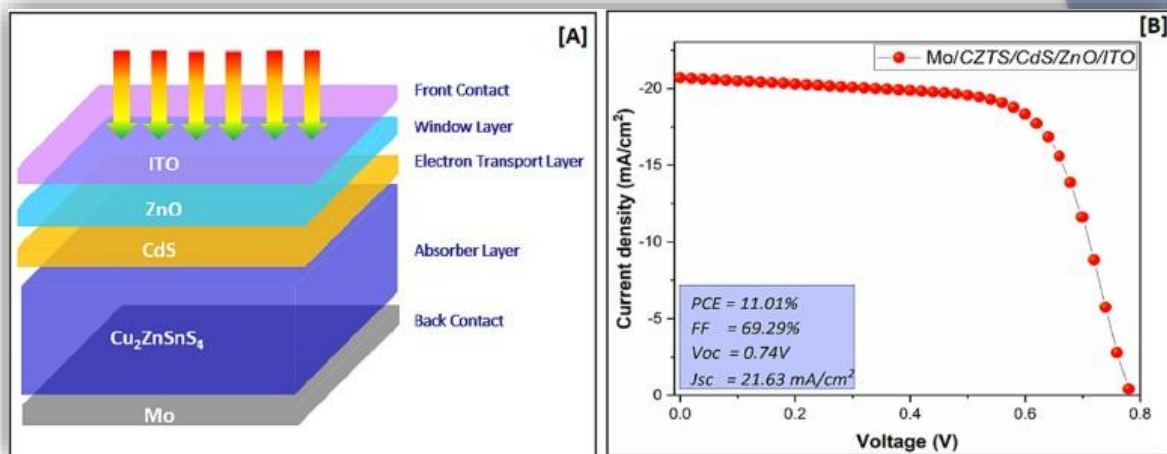 [A]
Front Contact
Window Layer
ITO
Electron Transport Layer
ZnO
CdS
Absorber Layer
Cu₂ZnSnS₄
Back Contact
Mo
[B]
Mo/CZTS/CdS/ZnO/ITO
Current density (mA/cm²)
-20
-15
-10
-5
0
PCE = 11.01%
FF = 69.29%
Voc = 0.74V
Jsc = 21.63 mA/cm²
0.0 0.2 0.4 0.6 0.8
Voltage (V)